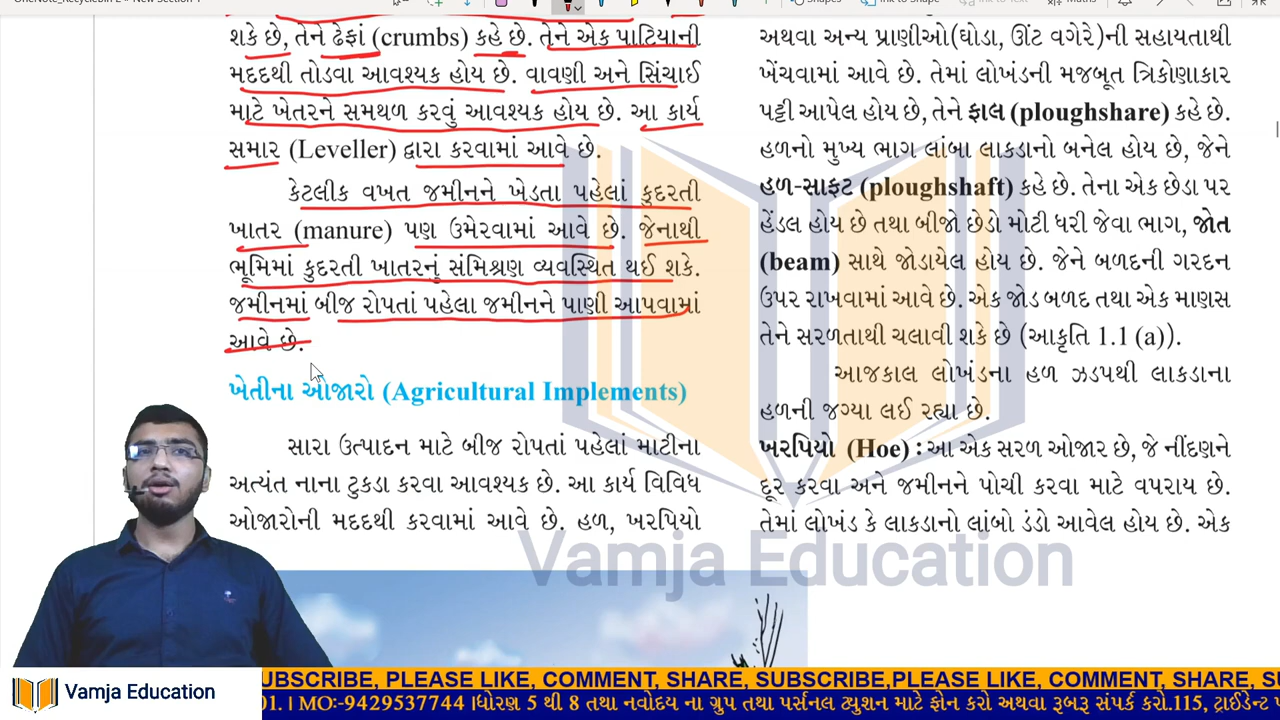 શકે છે, તેને ઢેફાં (crumbs) કહે છે. તેને એક પાટિયાની
મદદથી તોડવા આવશ્યક હોય છે. વાવણી અને સિંચાઈ
માટે ખેતરને સમથળ કરવું આવશ્યક હોય છે. આ કાર્ય
સમાર (Leveller) દ્વારા કરવામાં આવે છે.
કેટલીક વખત જમીનને ખેડતા પહેલાં કુદરતી
ખાતર (manure) પણ ઉમેરવામાં આવે છે. જેનાથી
ભૂમિમાં કુદરતી ખાતરનું સંમિશ્રણ વ્યવસ્થિત થઈ શકે.
જમીનમાં બીજ રોપતાં પહેલા જમીનને પાણી આપવામાં
આવે છે.
ખેતીના ઓજારો (Agricultural Implements)
સારા ઉત્પાદન માટે બીજ રોપતાં પહેલાં માટીના
અત્યંત નાના ટુકડા કરવા આવશ્યક છે. આ કાર્ય વિવિધ
ઓજારોની મદદથી કરવામાં આવે છે. હળ, ખરપિયો
અથવા અન્ય પ્રાણીઓ(ઘોડા, ઊંટ વગેરે)ની સહાયતાથી
ખેંચવામાં આવે છે. તેમાં લોખંડની મજબૂત ત્રિકોણાકાર
પટ્ટી આપેલ હોય છે, તેને ફાલ (ploughshare) કહે છે.
હળનો મુખ્ય ભાગ લાંબા લાકડાનો બનેલ હોય છે, જેને
હળ-સાફ્ટ (ploughshaft) કહે છે. તેના એક છેડા પર
હેંડલ હોય છે તથા બીજો છેડો મોટી ધરી જેવા ભાગ, જોત
(beam) સાથે જોડાયેલ હોય છે. જેને બળદની ગરદન
ઉપર રાખવામાં આવે છે. એક જોડ બળદ તથા એક માણસ
તેને સરળતાથી ચલાવી શકે છે (આકૃતિ 1.1 (a)).
આજકાલ લોખંડના હળ ઝડપથી લાકડાના
હળની જગ્યા લઈ રહ્યા છે.
ખરપિયો (Hoe) : આ એક સરળ ઓજાર છે, જે નીંદણને
દૂર કરવા અને જમીનને પોચી કરવા માટે વપરાય છે.
તેમાં લોખંડ કે લાકડાનો લાંબો ડંડો આવેલ હોય છે. એક
Vamja Education
Vamja Education
UBSCRIBE, PLEASE LIKE, COMMENT, SHARE, SUBSCRIBE,PLEASE LIKE, COMMENT, SHARE, SU
01. | MO:-9429537744 |ધોરણ 5 થી 8 તથા નવોદય ના ગ્રુપ તથા પર્સનલ ટ્યુશન માટે ફોન કરો અથવા રૂબરૂ સંપર્ક કરો.115, ટ્રાઈડેન્ટ